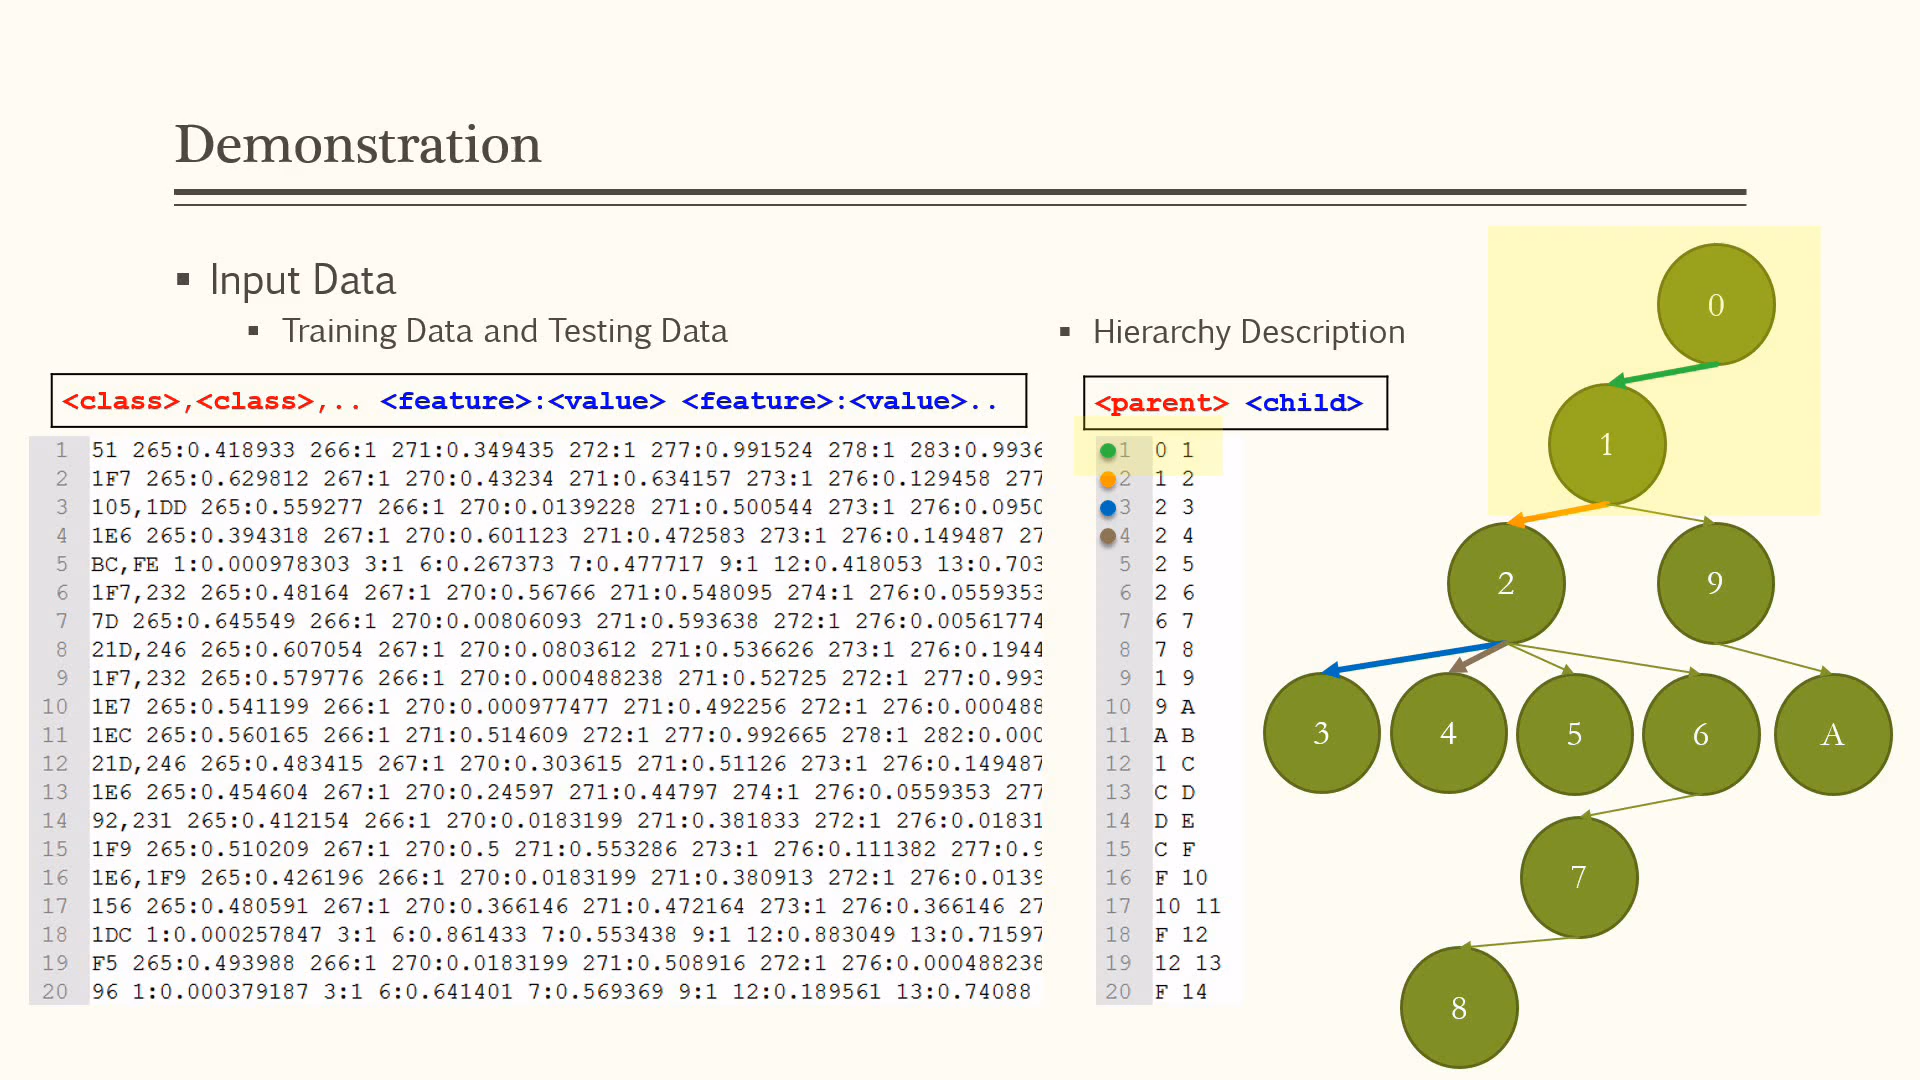 Demonstration
Input Data
Training Data and Testing Data
<class>,<class>,.. <feature>:<value> <feature>:<value>..
1 51 265:0.418933 266:1 271:0.349435 272:1 277:0.991524 278:1 283:0.9936
2 1F7 265:0.629812 267:1 270:0.43234 271:0.634157 273:1 276:0.129458 277
3 105,1DD 265:0.559277 266:1 270:0.0139228 271:0.500544 273:1 276:0.0950
4 1E6 265:0.394318 267:1 270:0.601123 271:0.472583 273:1 276:0.149487 27
5 BC,FE 1:0.000978303 3:1 6:0.267373 7:0.477717 9:1 12:0.418053 13:0.703
6 1F7,232 265:0.48164 267:1 270:0.56766 271:0.548095 274:1 276:0.0559353
7 7D 265:0.645549 266:1 270:0.00806093 271:0.593638 272:1 276:0.00561774
8 21D,246 265:0.607054 267:1 270:0.0803612 271:0.536626 273:1 276:0.1944
9 1F7,232 265:0.579776 266:1 270:0.000488238 271:0.52725 272:1 277:0.993
10 1E7 265:0.541199 266:1 270:0.000977477 271:0.492256 272:1 276:0.000488
11 1EC 265:0.560165 266:1 271:0.514609 272:1 277:0.992665 278:1 282:0.000
12 21D,246 265:0.483415 267:1 270:0.303615 271:0.51126 273:1 276:0.149487
13 1E6 265:0.454604 267:1 270:0.24597 271:0.44797 274:1 276:0.0559353 277
14 92,231 265:0.412154 266:1 270:0.0183199 271:0.381833 272:1 276:0.01831
15 1F9 265:0.510209 267:1 270:0.5 271:0.553286 273:1 276:0.111382 277:0.9
16 1E6,1F9 265:0.426196 266:1 270:0.0183199 271:0.380913 272:1 276:0.0139
17 156 265:0.480591 267:1 270:0.366146 271:0.472164 273:1 276:0.366146 27
18 1DC 1:0.000257847 3:1 6:0.861433 7:0.553438 9:1 12:0.883049 13:0.71597
19 F5 265:0.493988 266:1 270:0.0183199 271:0.508916 272:1 276:0.000488238
20 96 1:0.000379187 3:1 6:0.641401 7:0.569369 9:1 12:0.189561 13:0.74088
Hierarchy Description
<parent> <child>
1 0 1
2 1 2
3 2 3
4 2 4
5 2 5
6 2 6
7 6 7
8 7 8
9 1 9
10 9 A
11 A B
12 1 C
13 C D
14 D E
15 C F
16 F 10
17 10 11
18 F 12
19 12 13
20 F 14
0
1
2 9
3 4 5 6 A
7
8